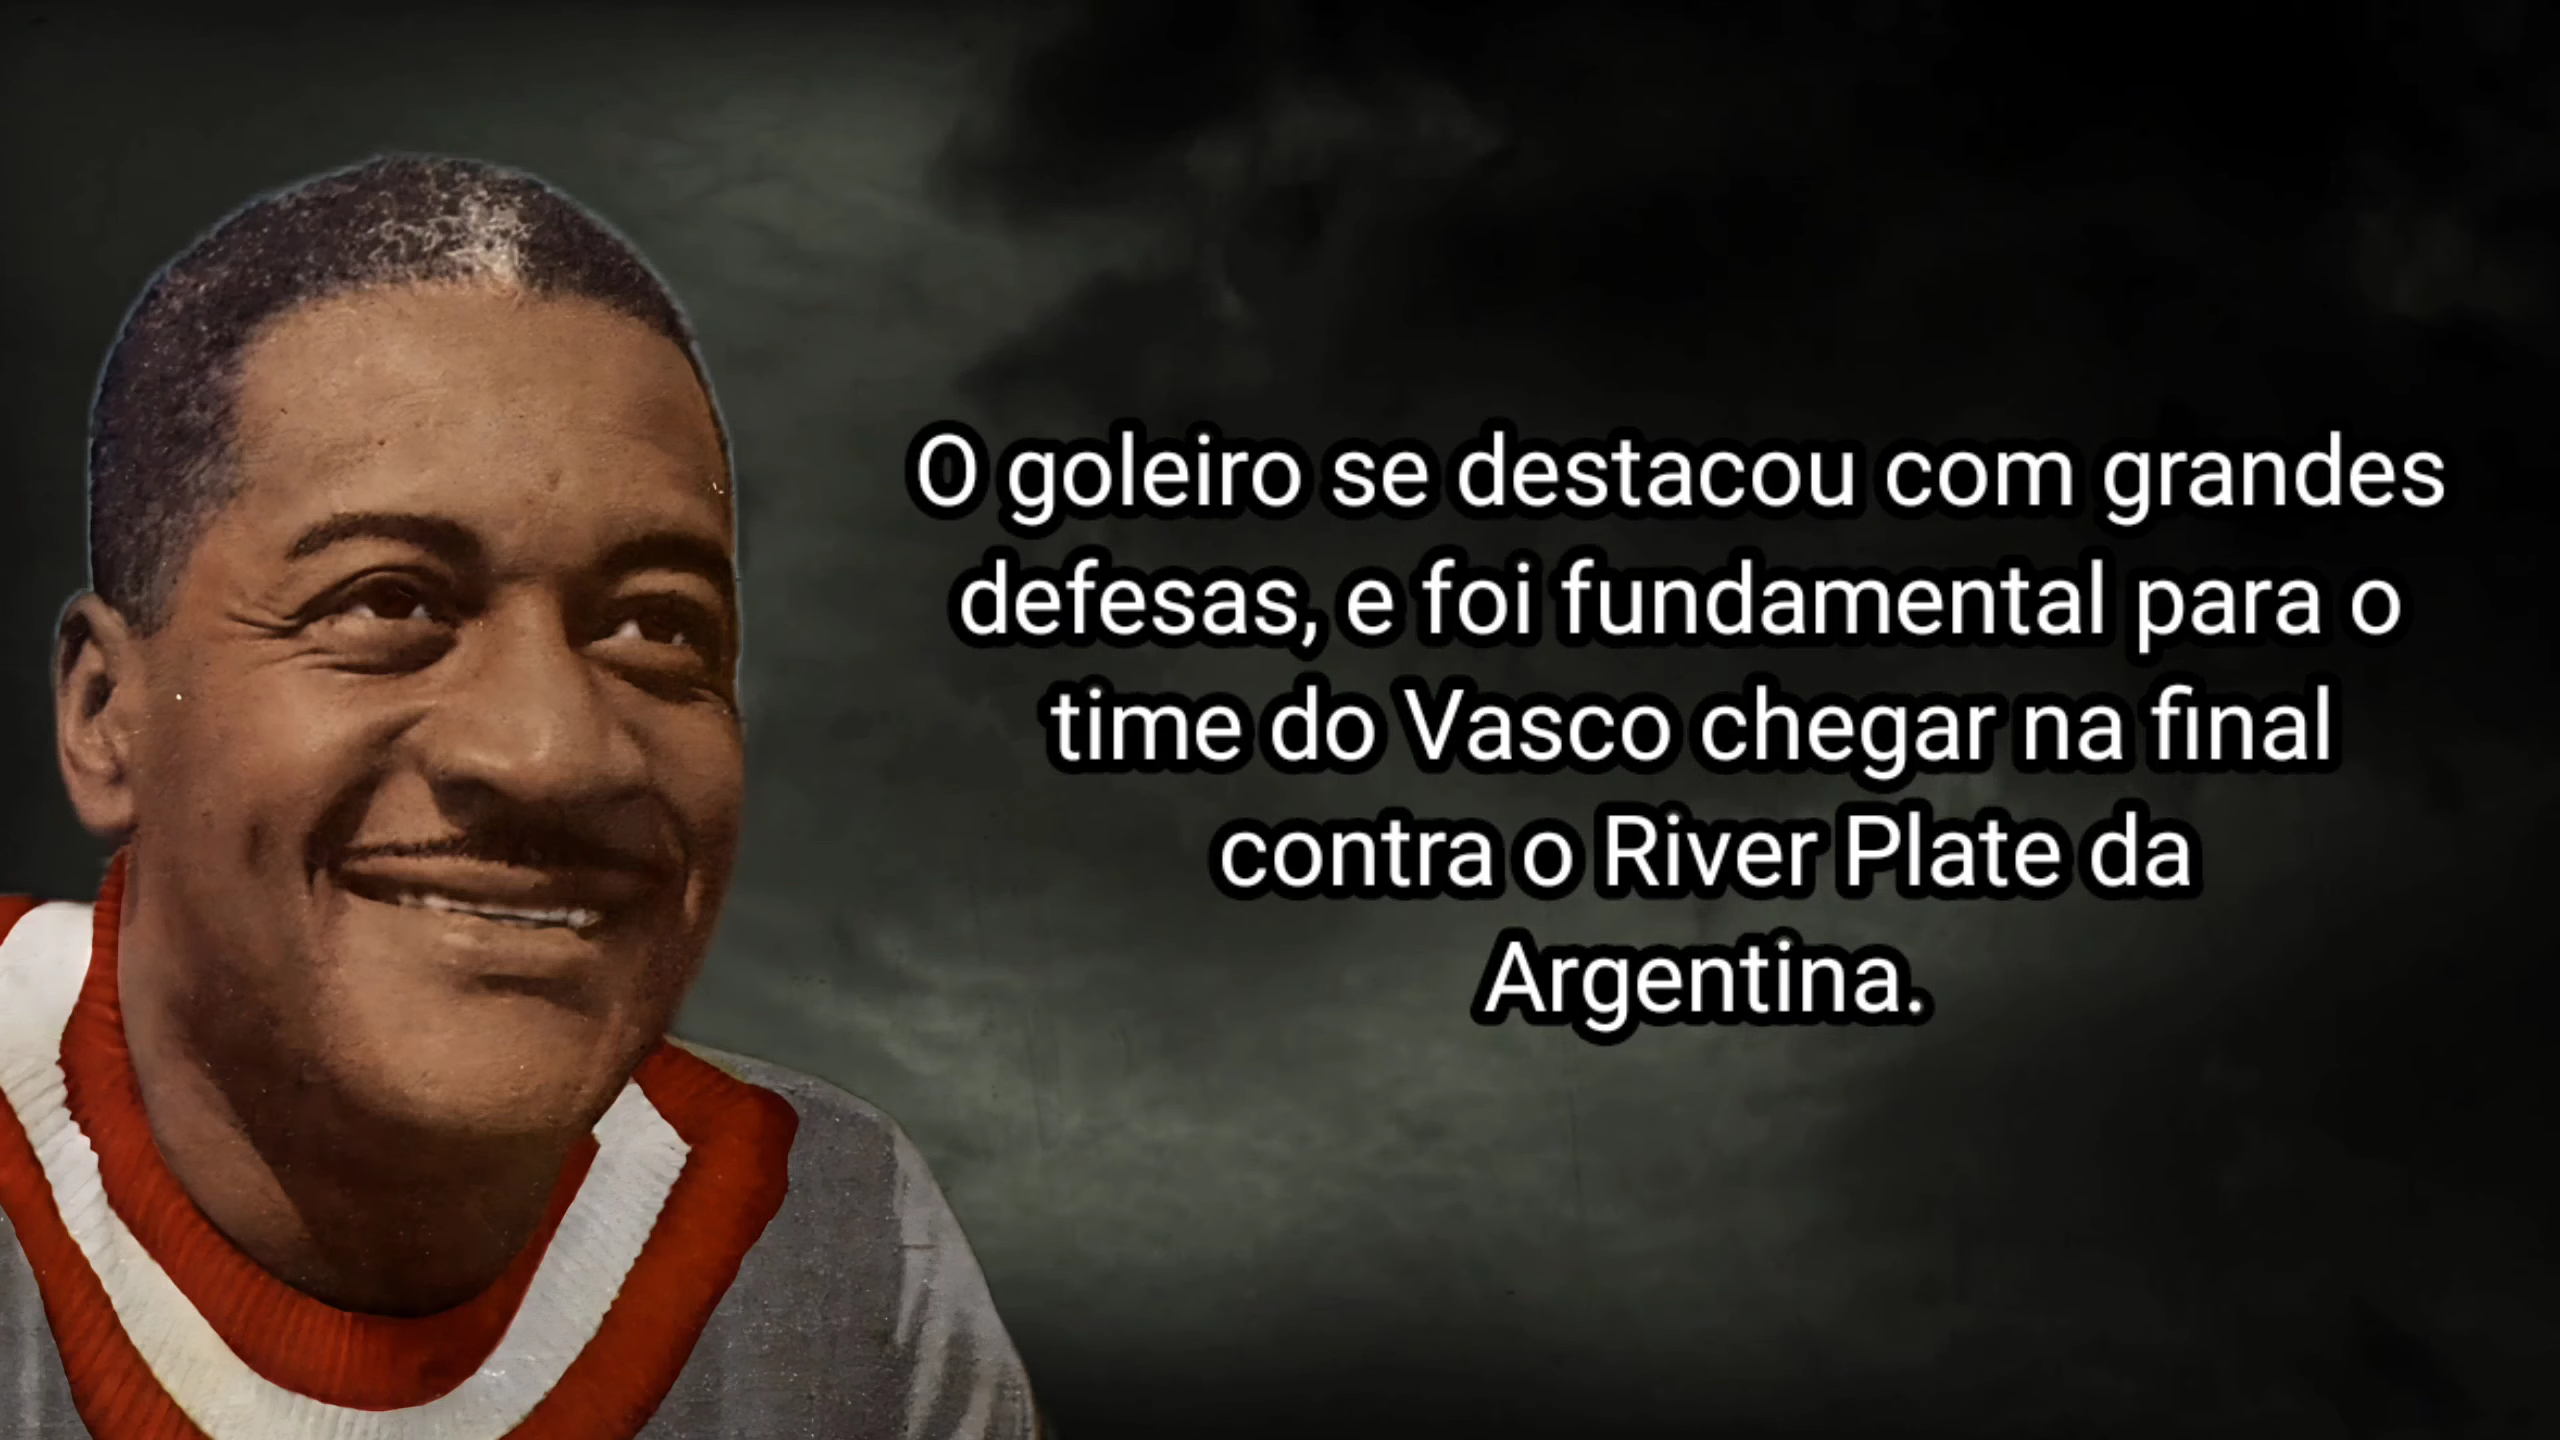 O goleiro se destacou com grandes
defesas, e foi fundamental para o
time do Vasco chegar na final
contra o River Plate da
Argentina.